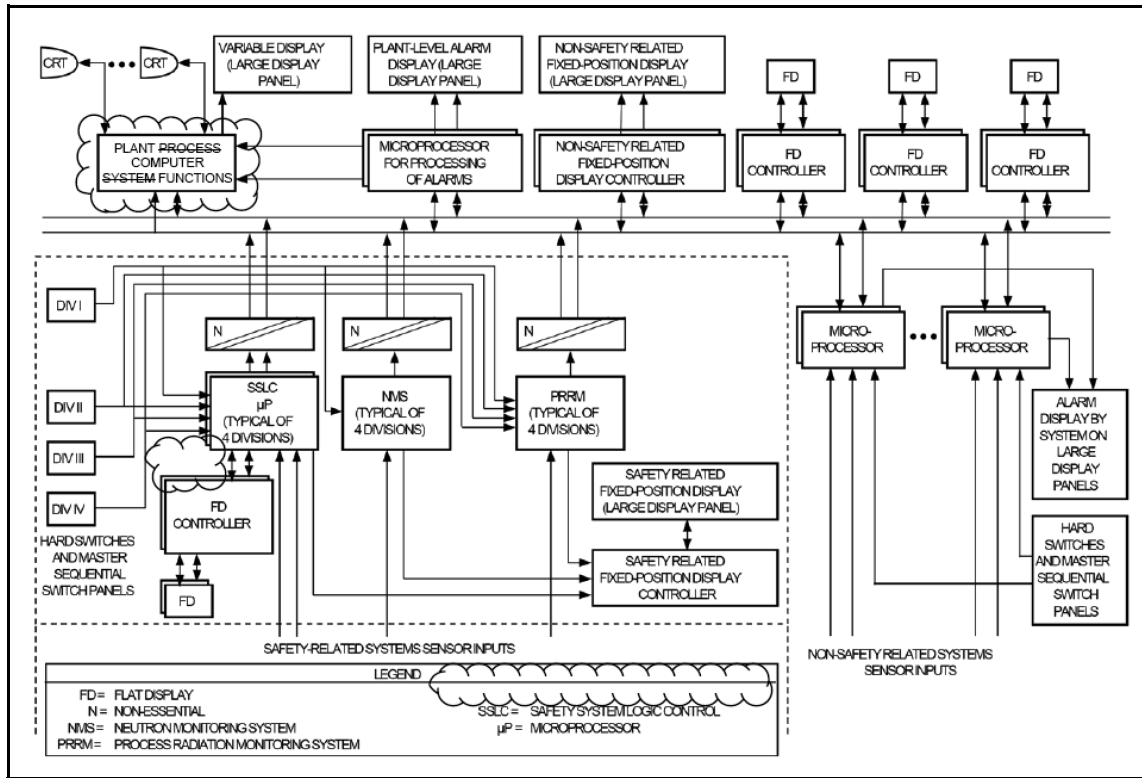 CRT
CRT
VARIABLE DISPLAY
(LARGE DISPLAY
PANEL)
PLANT-LEVEL ALARM
DISPLAY (LARGE
DISPLAY PANEL)
NON-SAFETY RELATED
FIXED-POSITION DISPLAY
(LARGE DISPLAY PANEL)
FD
FD
FD
PLANT PROCESS
COMPUTER
SYSTEM FUNCTIONS
MICROPROCESSOR
FOR PROCESSING
OF ALARMS
NON-SAFETY RELATED
FIXED-POSITION
DISPLAY CONTROLLER
FD
CONTROLLER
FD
CONTROLLER
FD
CONTROLLER
DIV I
DIV II
DIV III
DIV IV
HARD SWITCHES
AND MASTER
SEQUENTIAL
SWITCH PANELS
N
N
N
SSLC
µP
(TYPICAL OF
4 DIVISIONS)
NMS
(TYPICAL OF
4 DIVISIONS)
PRRM
(TYPICAL OF
4 DIVISIONS)
FD
CONTROLLER
FD
SAFETY RELATED
FIXED-POSITION DISPLAY
(LARGE DISPLAY PANEL)
SAFETY RELATED
FIXED-POSITION DISPLAY
CONTROLLER
MICRO-
PROCESSOR
MICRO-
PROCESSOR
ALARM
DISPLAY BY
SYSTEM ON
LARGE
DISPLAY
PANELS
HARD
SWITCHES
AND MASTER
SEQUENTIAL
SWITCH
PANELS
SAFETY-RELATED SYSTEMS SENSOR INPUTS
NON-SAFETY RELATED SYSTEMS
SENSOR INPUTS
LEGEND
FD = FLAT DISPLAY
N = NON-ESSENTIAL
NMS = NEUTRON MONITORING SYSTEM
PRRM = PROCESS RADIATION MONITORING SYSTEM
SSLC = SAFETY SYSTEM LOGIC CONTROL
µP = MICROPROCESSOR